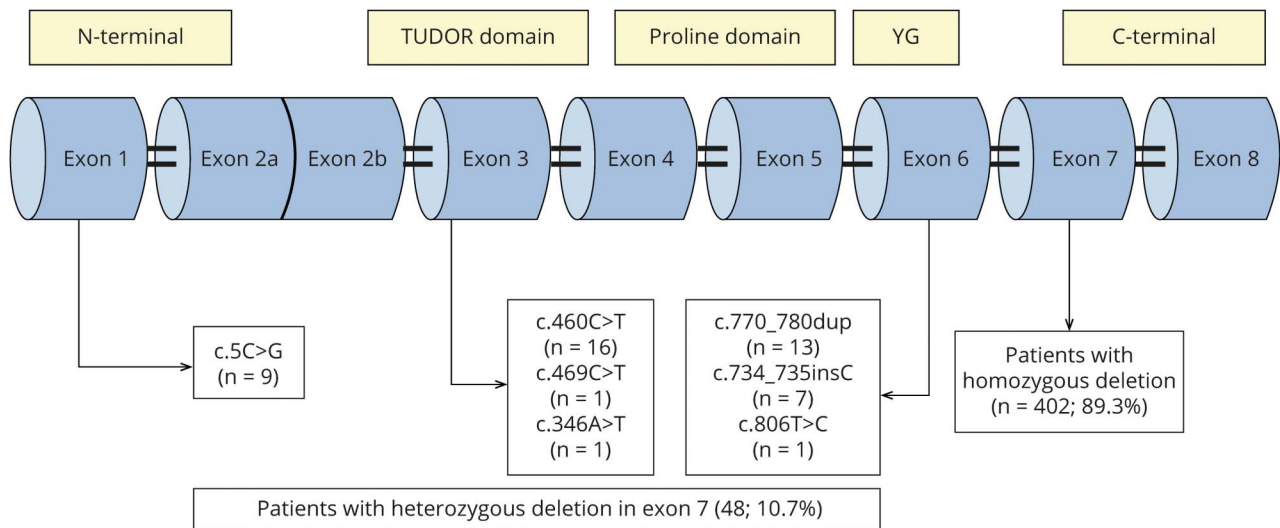 N-terminal
TUDOR domain
Proline domain
YG
C-terminal
Exon 1
Exon 2a
Exon 2b
Exon 3
Exon 4
Exon 5
Exon 6
Exon 7
Exon 8
c.5C>G
(n = 9)
c.460C>T
(n = 16)
c.469C>T
(n = 1)
c.346A>T
(n = 1)
c.770_780dup
(n = 13)
c.734_735insC
(n = 7)
c.806T>C
(n = 1)
Patients with
homozygous deletion
(n = 402; 89.3%)
Patients with heterozygous deletion in exon 7 (48; 10.7%)